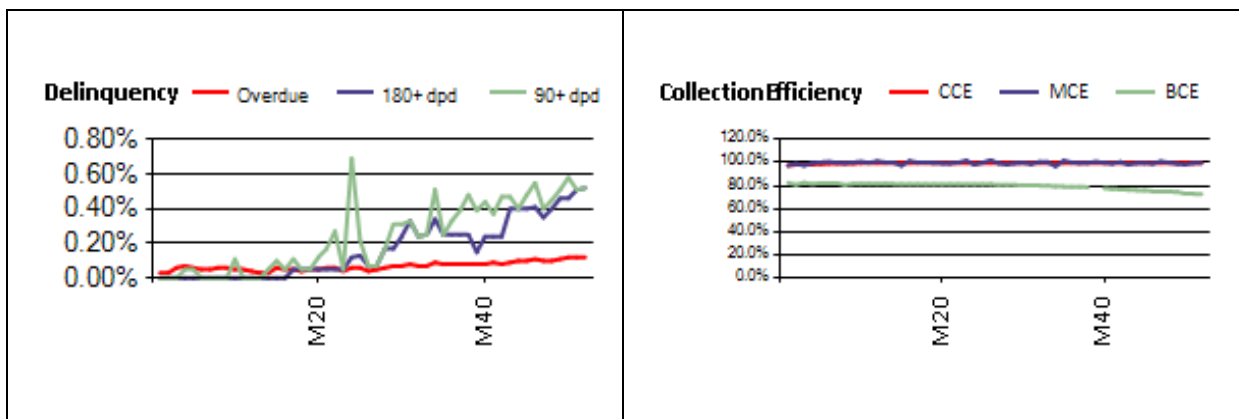 Delinquency Overdue 180+ dpd 90+ dpd
0.80%
0.60%
0.40%
0.20%
0.00%
M20
M40
Collection Efficiency CCE MCE BCE
120.0%
100.0%
80.0%
60.0%
40.0%
20.0%
0.0%
M20
M40